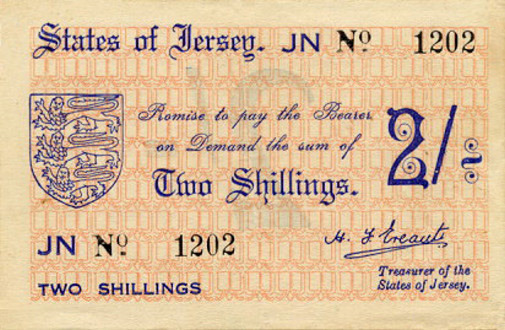 States of Jersey. JN Nº 1202
Promise to pay the Bearer
on Demand the sum of
Two Shillings.
2/-
JN Nº 1202
H. F. Ereaut
TWO SHILLINGS
Treasurer of the
States of Jersey.